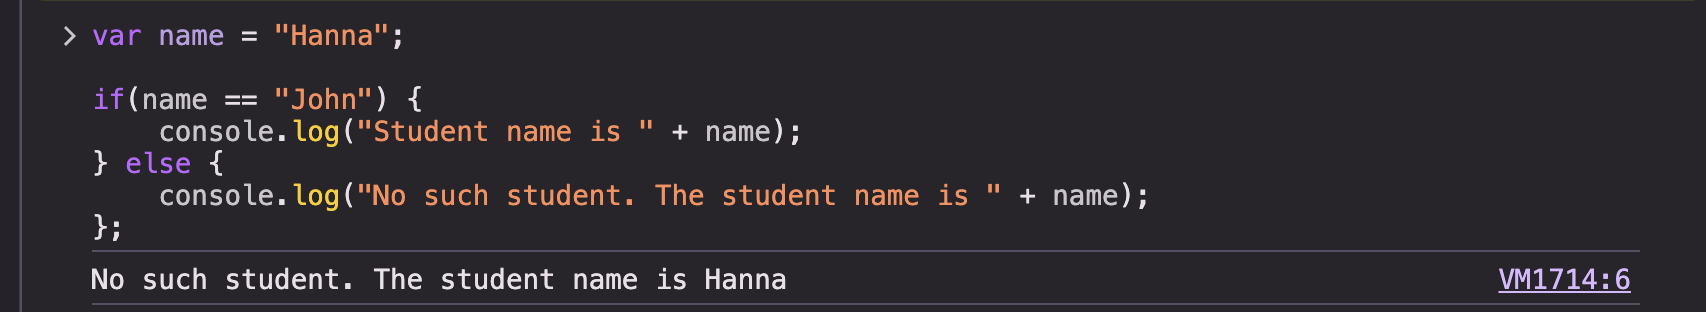 > var name = "Hanna";
if(name == "John") {
    console.log("Student name is " + name);
} else {
    console.log("No such student. The student name is " + name);
};
No such student. The student name is Hanna VM1714:6